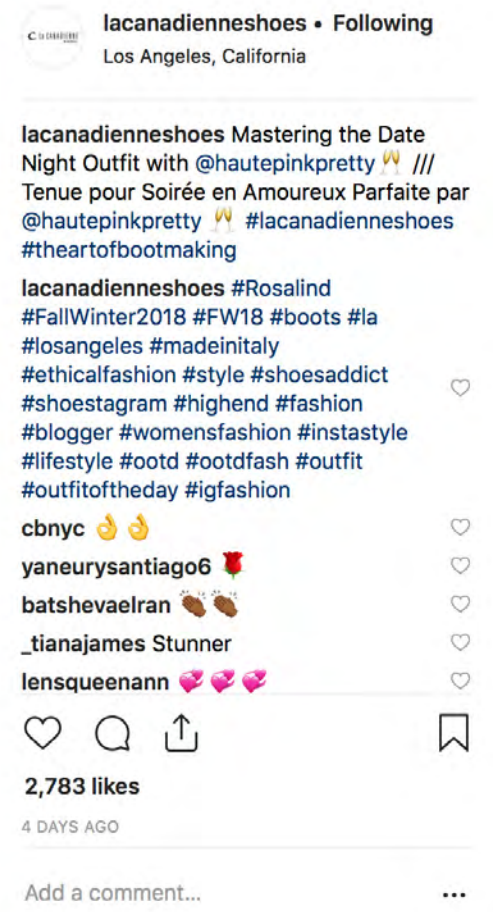 lacanadienneshoes • Following
Los Angeles, California
lacanadienneshoes Mastering the Date
Night Outfit with @hautepinkpretty🥂 ///
Tenue pour Soirée en Amoureux Parfaite par
@hautepinkpretty 🥂 #lacanadienneshoes
#theartofbootmaking
lacanadienneshoes #Rosalind
#FallWinter2018 #FW18 #boots #la
#losangeles #madeinitaly
#ethicalfashion #style #shoesaddict
#shoestagram #highend #fashion
#blogger #womensfashion #instastyle
#lifestyle #ootd #ootdfash #outfit
#outfitoftheday #igfashion
cbnyc 👌👌
yaneurysantiago6 🌹
batshevaelran 👏🏾👏🏾
_tianajames Stunner
lensqueenann 💞💞💞
2,783 likes
4 DAYS AGO
Add a comment...